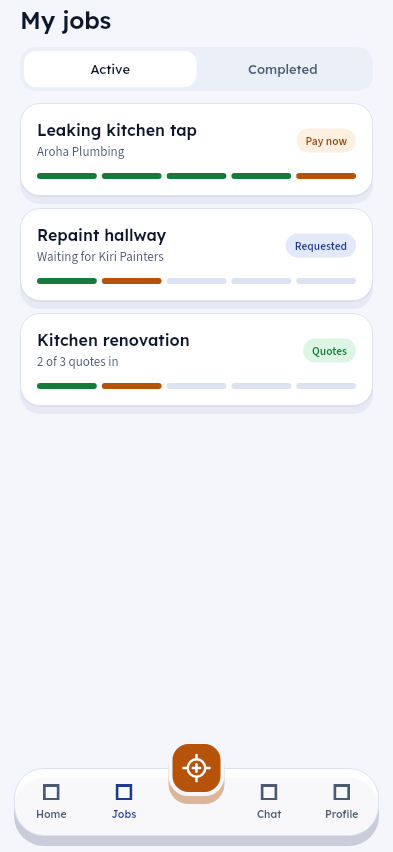 My jobs
Active
Completed
Leaking kitchen tap
Aroha Plumbing
Pay now
Repaint hallway
Waiting for Kiri Painters
Requested
Kitchen renovation
2 of 3 quotes in
Quotes
Home
Jobs
Chat
Profile